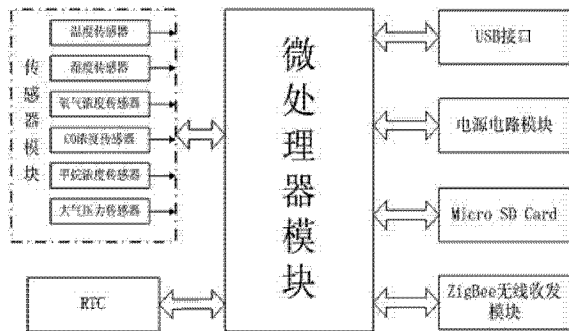 传感器模块
温度传感器
湿度传感器
氧气浓度传感器
CO浓度传感器
甲烷浓度传感器
大气压力传感器
RTC
微处理器模块
USB接口
电源电路模块
Micro SD Card
ZigBee无线收发
模块